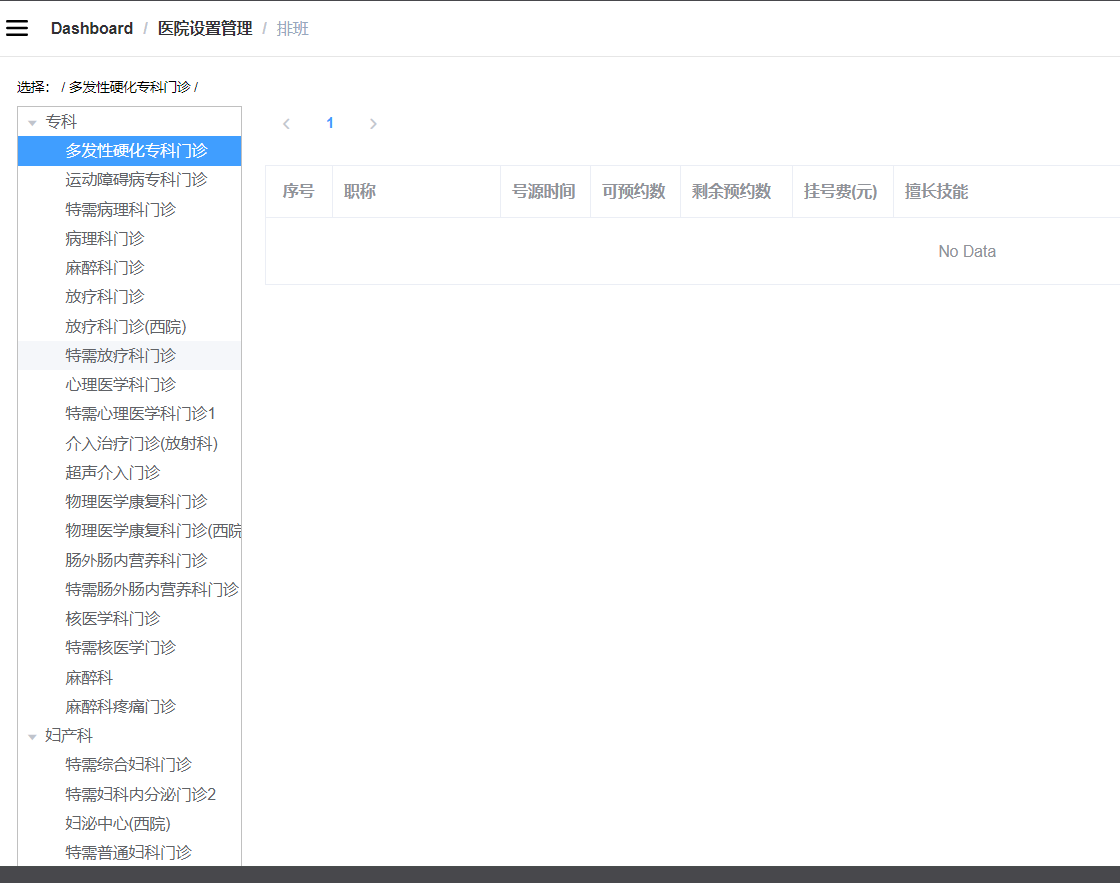 Dashboard / 医院设置管理 / 排班
选择： / 多发性硬化专科门诊 /
专科
多发性硬化专科门诊
运动障碍病专科门诊
特需病理科门诊
病理科门诊
麻醉科门诊
放疗科门诊
放疗科门诊(西院)
特需放疗科门诊
心理医学科门诊
特需心理医学科门诊1
介入治疗门诊(放射科)
超声介入门诊
物理医学康复科门诊
物理医学康复科门诊(西院
肠外肠内营养科门诊
特需肠外肠内营养科门诊
核医学科门诊
特需核医学门诊
麻醉科
麻醉科疼痛门诊
妇产科
特需综合妇科门诊
特需妇科内分泌门诊2
妇泌中心(西院)
特需普通妇科门诊
1
序号 职称 号源时间 可预约数 剩余预约数 挂号费(元) 擅长技能
No Data